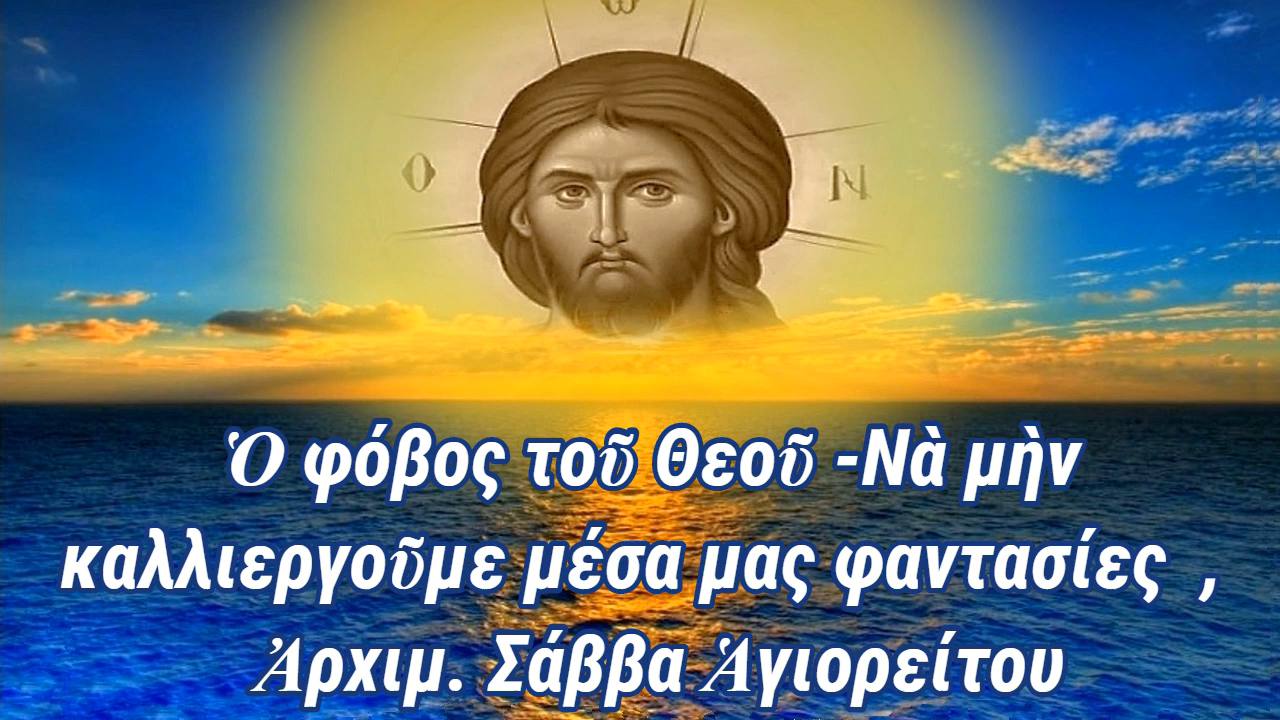 ω
Ο Ν
Ὁ φόβος τοῦ Θεοῦ -Νὰ μὴν
καλλιεργοῦμε μέσα μας φαντασίες ,
Ἀρχιμ. Σάββα Ἁγιορείτου